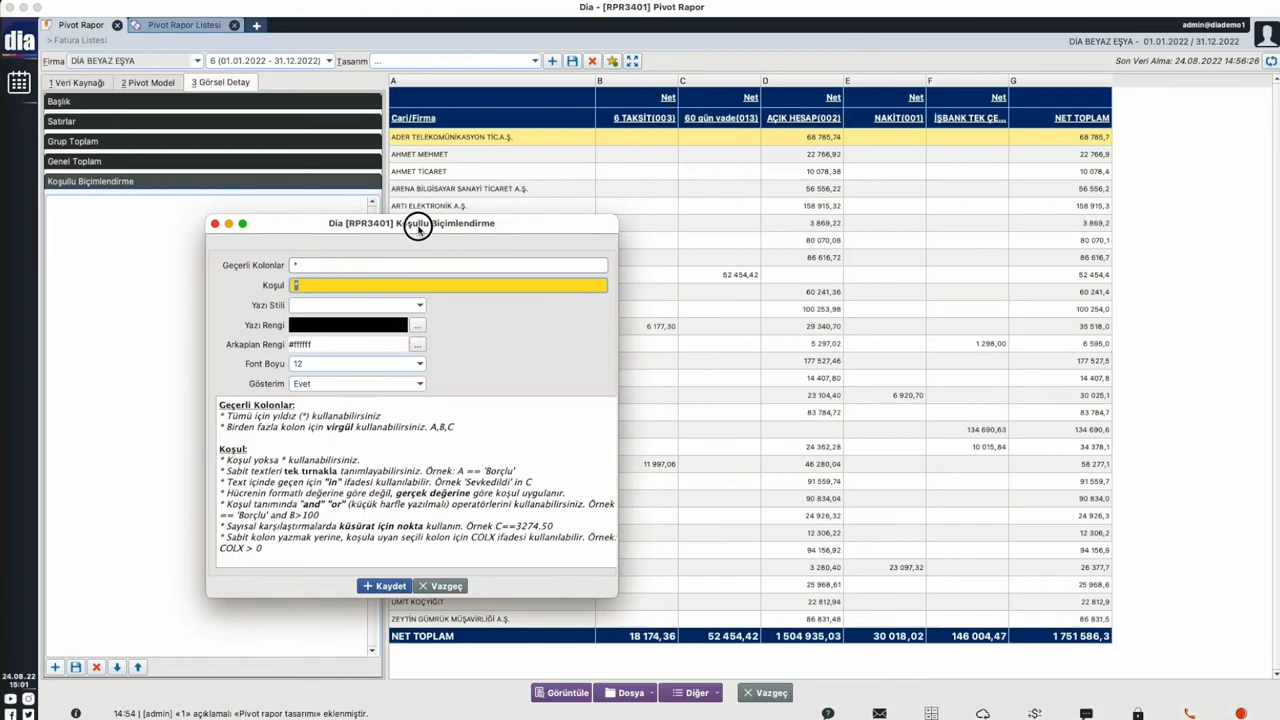 Dia - [RPR3401] Pivot Rapor
dia
Pivot Rapor
Pivot Rapor Listesi
admin@diademo1
> Fatura Listesi
DİA BEYAZ EŞYA - 01.01.2022 / 31.12.2022
Firma DİA BEYAZ EŞYA 6 (01.01.2022 - 31.12.2022) Tasarım ...
Son Veri Alma: 24.08.2022 14:56:26
1 Veri Kaynağı 2 Pivot Model 3 Görsel Detay
Başlık
Satırlar
Grup Toplam
Genel Toplam
Koşullu Biçimlendirme
A B C D E F G
Net Net Net Net Net
Cari/Firma 6 TAKSİT(003) 60 gün vade(013) AÇIK HESAP(002) NAKİT(001) İŞBANK TEK ÇE... NET TOPLAM
ADER TELEKOMÜNİKASYON TİC.A.Ş. 68 785,74 68 785,7
AHMET MEHMET 22 766,92 22 766,9
AHMET TİCARET 10 078,38 10 078,4
ARENA BİLGİSAYAR SANAYİ TİCARET A.Ş. 56 556,22 56 556,2
ARTI ELEKTRONİK A.Ş. 158 915,32 158 915,3
3 869,22 3 869,2
80 070,08 80 070,1
86 616,72 86 616,7
52 454,42 52 454,4
60 241,36 60 241,4
100 253,98 100 254,0
6 177,30 29 340,70 35 518,0
5 297,02 1 298,00 6 595,0
177 527,46 177 527,5
14 407,80 14 407,8
23 104,40 6 920,70 30 025,1
83 784,72 83 784,7
134 690,63 134 690,6
24 362,28 10 015,84 34 378,1
11 997,06 46 280,04 58 277,1
91 559,74 91 559,7
90 834,04 90 834,0
24 926,32 24 926,3
12 306,22 12 306,2
94 156,92 94 156,9
3 280,40 23 097,32 26 377,7
25 968,61 25 968,6
ÜMİT KOÇYİĞİT 22 812,94 22 812,9
ZEYTİN GÜMRÜK MÜŞAVİRLİĞİ A.Ş. 86 831,48 86 831,5
NET TOPLAM 18 174,36 52 454,42 1 504 935,03 30 018,02 146 004,47 1 751 586,3
Dia [RPR3401] Koşullu Biçimlendirme
Geçerli Kolonlar *
Koşul *
Yazı Stili
Yazı Rengi ...
Arkaplan Rengi #ffffff ...
Font Boyu 12
Gösterim Evet
Geçerli Kolonlar:
* Tümü için yıldız (*) kullanabilirsiniz
* Birden fazla kolon için virgül kullanabilirsiniz. A,B,C
Koşul:
* Koşul yoksa * kullanabilirsiniz.
* Sabit textleri tek tırnakla tanımlayabilirsiniz. Örnek: A == 'Borçlu'
* Text içinde geçen için "in" ifadesi kullanılabilir. Örnek 'Sevkedildi' in C
* Hücrenin formatlı değerine göre değil, gerçek değerine göre koşul uygulanır.
* Koşul tanımında "and" "or" (küçük harfle yazılmalı) operatörlerini kullanabilirsiniz. Örnek
== 'Borçlu' and B>100
* Sayısal karşılaştırmalarda küsürat için nokta kullanın. Örnek C==3274.50
* Sabit kolon yazmak yerine, koşula uyan seçili kolon için COLX ifadesi kullanılabilir. Örnek:
COLX > 0
Kaydet Vazgeç
Görüntüle Dosya Diğer Vazgeç
24.08.22
15:01
14:54 | [admin] «1» açıklamalı «Pivot rapor tasarımı» eklenmiştir.